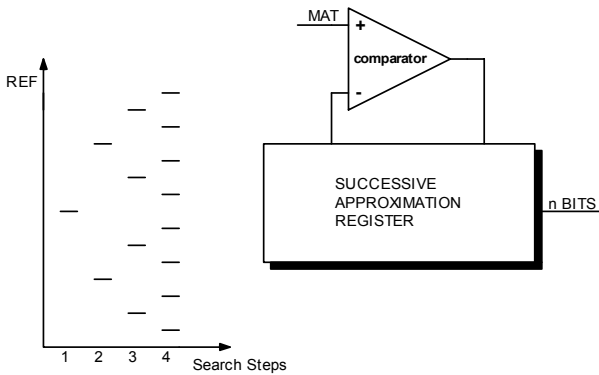 MAT
+
comparator
-
REF
SUCCESSIVE
APPROXIMATION
REGISTER
n BITS
1 2 3 4
Search Steps